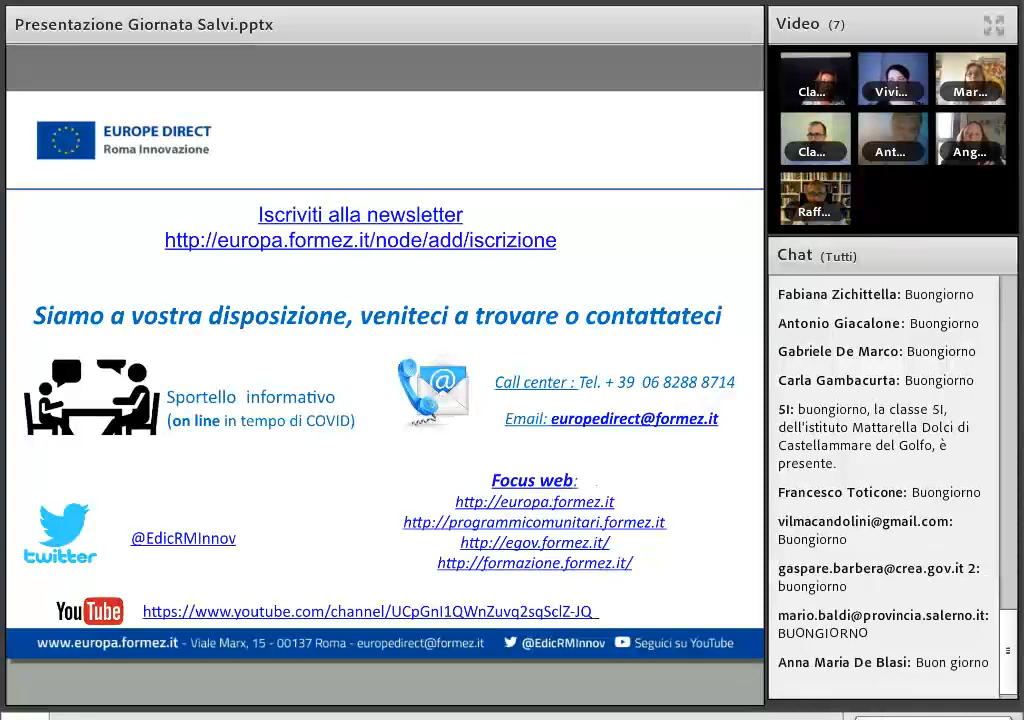 Presentazione Giornata Salvi.pptx
EUROPE DIRECT
Roma Innovazione
Iscriviti alla newsletter
http://europa.formez.it/node/add/iscrizione
Siamo a vostra disposizione, veniteci a trovare o contattateci
Sportello informativo
(on line in tempo di COVID)
Call center : Tel. + 39 06 8288 8714
Email: europedirect@formez.it
Focus web:
http://europa.formez.it
http://programmicomunitari.formez.it
http://egov.formez.it/
http://formazione.formez.it/
twitter
@EdicRMInnov
YouTube
https://www.youtube.com/channel/UCpGnI1QWnZuvq2sqSclZ-JQ
www.europa.formez.it - Viale Marx, 15 - 00137 Roma - europedirect@formez.it @EdicRMInnov Seguici su YouTube
Video (7)
Cla... Vivi... Mar...
Cla... Ant... Ang...
Raff...
Chat (Tutti)
Fabiana Zichittella: Buongiorno
Antonio Giacalone: Buongiorno
Gabriele De Marco: Buongiorno
Carla Gambacurta: Buongiorno
5I: buongiorno, la classe 5I,
dell'istituto Mattarella Dolci di
Castellammare del Golfo, è
presente.
Francesco Toticone: Buongiorno
vilmacandolini@gmail.com:
Buongiorno
gaspare.barbera@crea.gov.it 2:
buongiorno
mario.baldi@provincia.salerno.it:
BUONGIORNO
Anna Maria De Blasi: Buon giorno